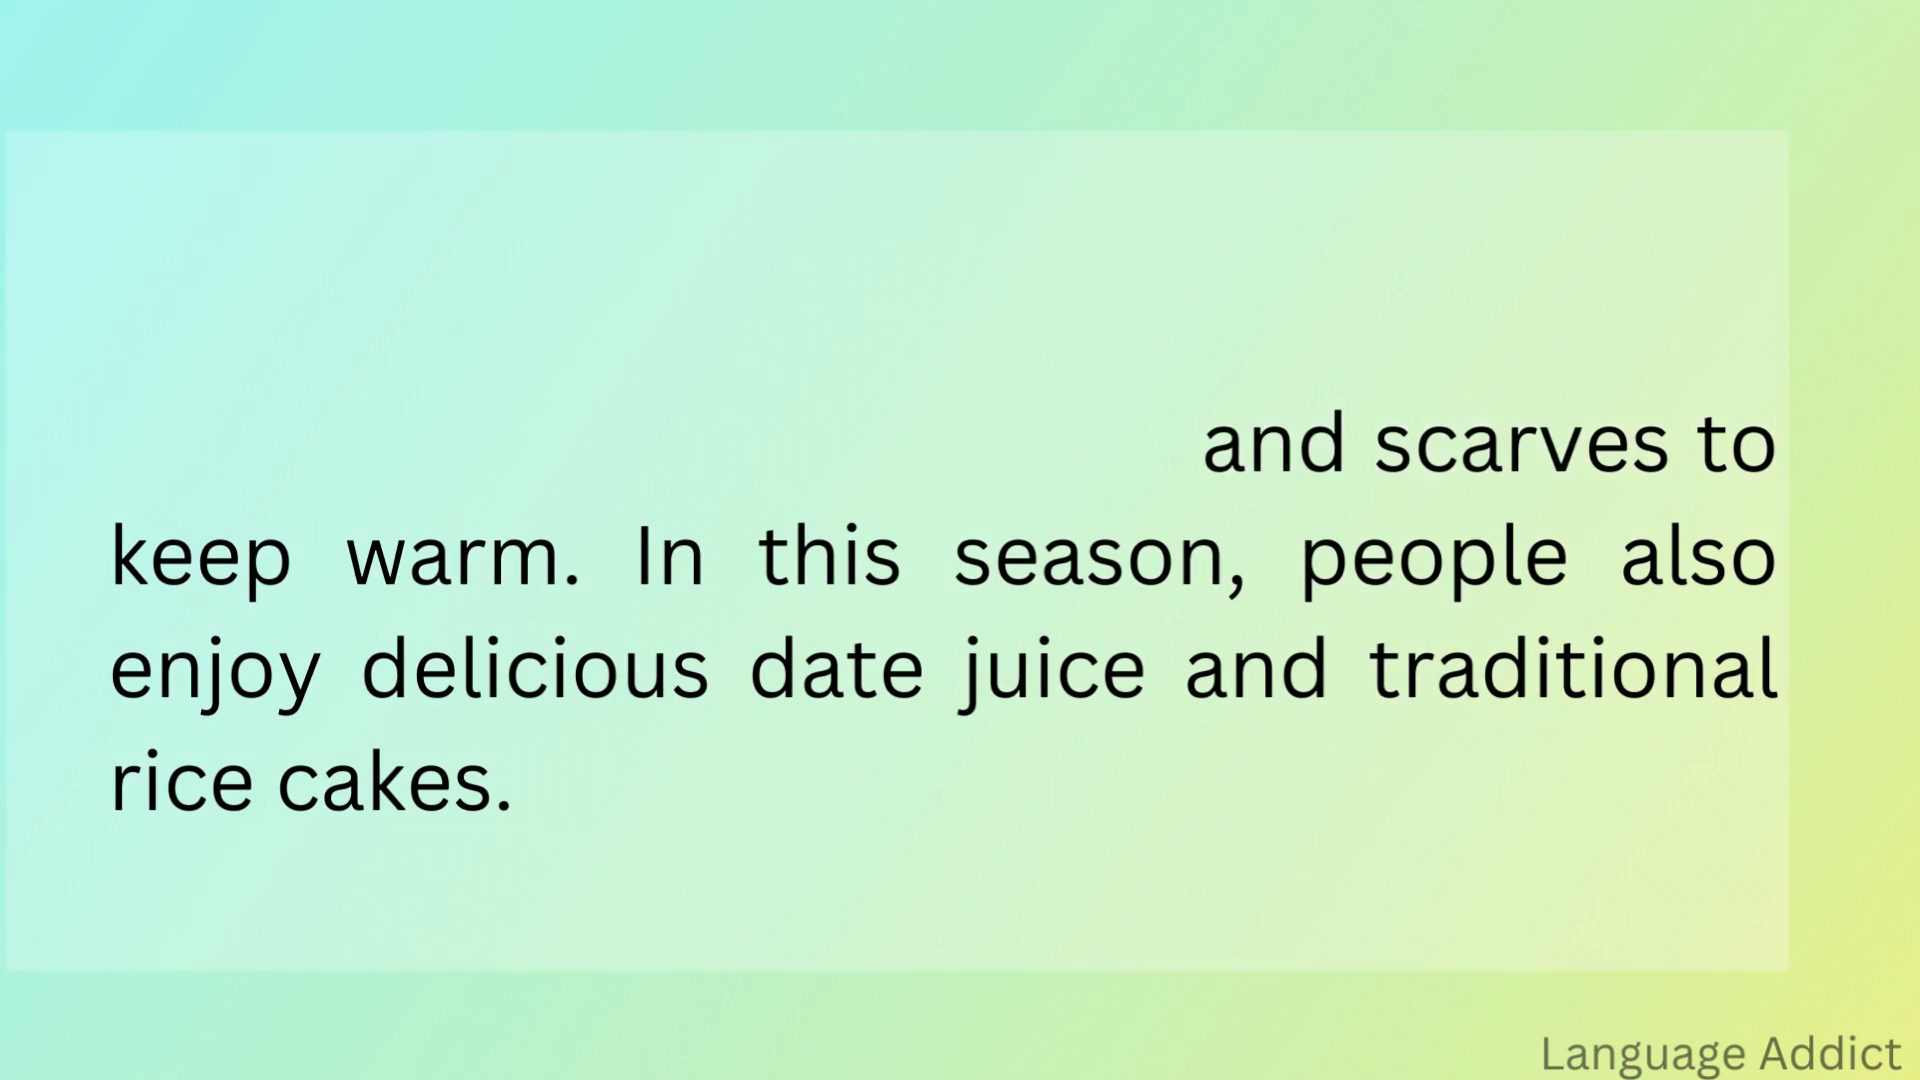 and scarves to
keep warm. In this season, people also
enjoy delicious date juice and traditional
rice cakes.
Language Addict